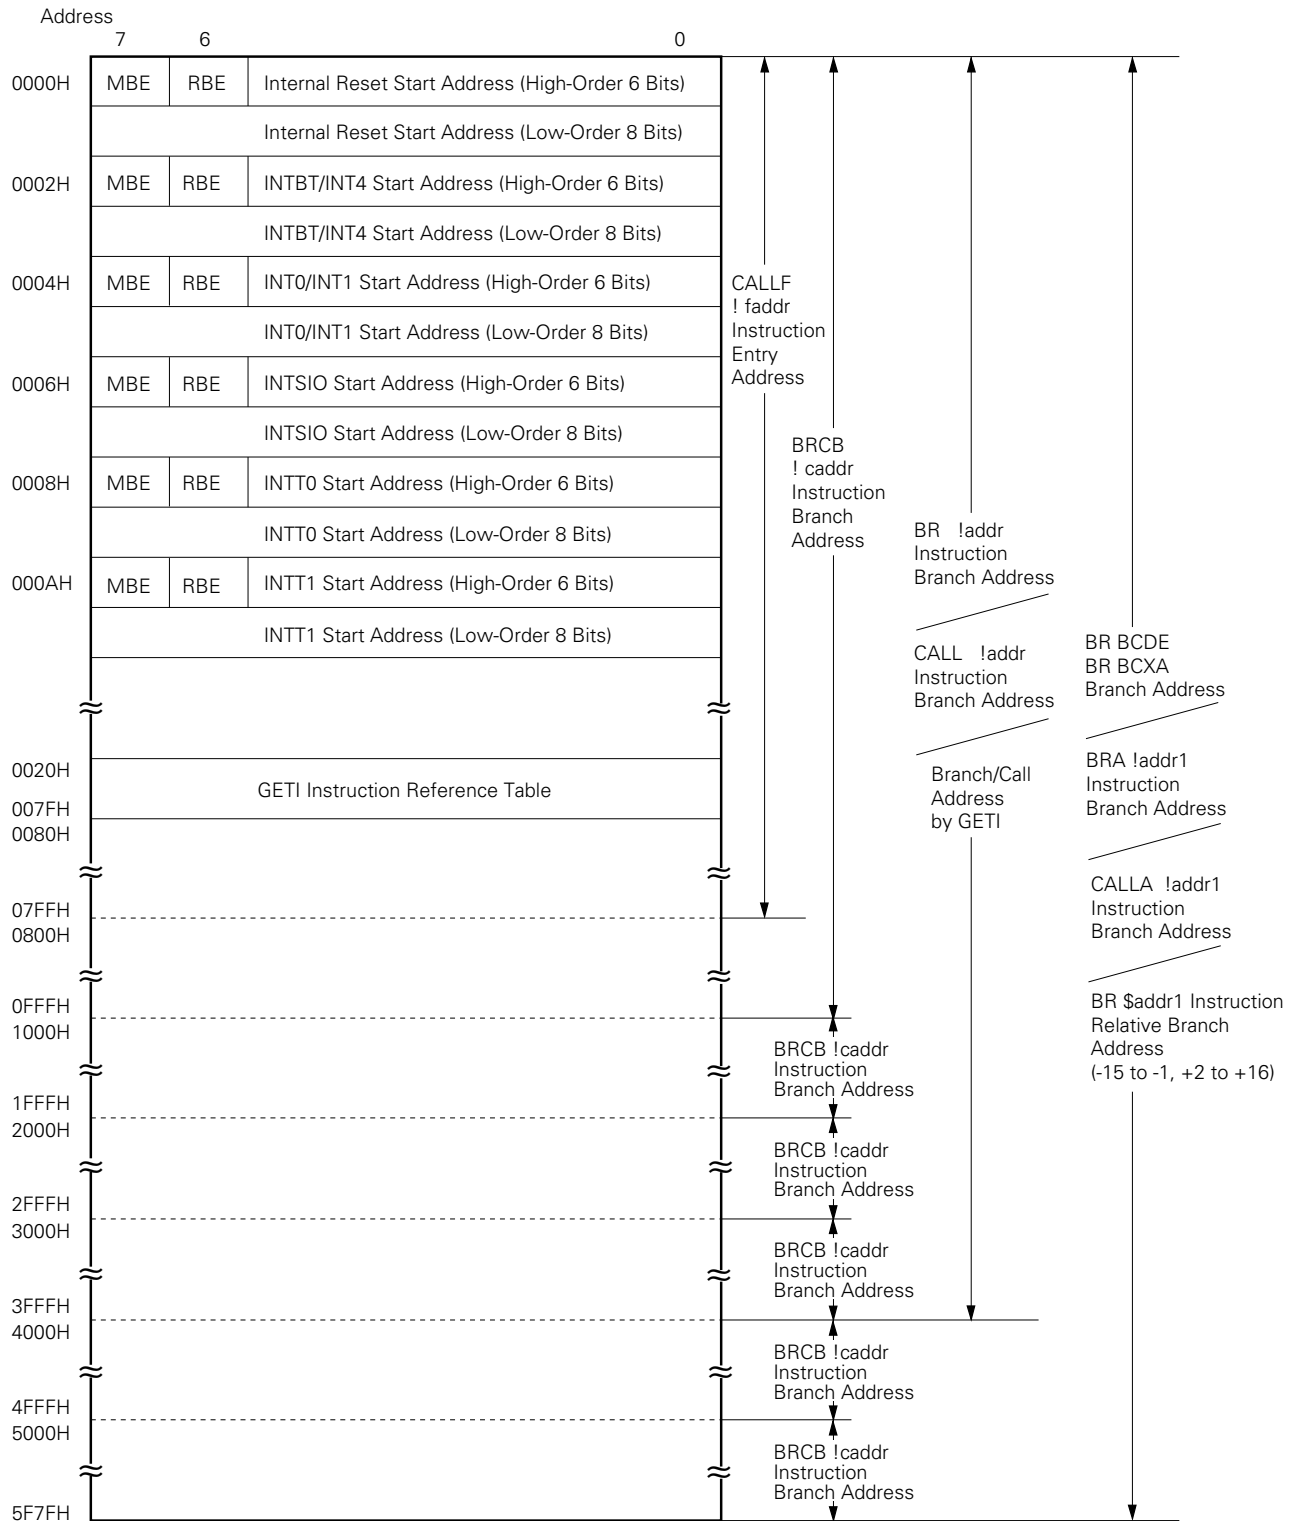 Address
7 6 0
0000H MBE RBE Internal Reset Start Address (High-Order 6 Bits)
Internal Reset Start Address (Low-Order 8 Bits)
0002H MBE RBE INTBT/INT4 Start Address (High-Order 6 Bits)
INTBT/INT4 Start Address (Low-Order 8 Bits)
0004H MBE RBE INT0/INT1 Start Address (High-Order 6 Bits)
INT0/INT1 Start Address (Low-Order 8 Bits)
0006H MBE RBE INTSIO Start Address (High-Order 6 Bits)
INTSIO Start Address (Low-Order 8 Bits)
0008H MBE RBE INTT0 Start Address (High-Order 6 Bits)
INTT0 Start Address (Low-Order 8 Bits)
000AH MBE RBE INTT1 Start Address (High-Order 6 Bits)
INTT1 Start Address (Low-Order 8 Bits)
0020H
GETI Instruction Reference Table
007FH
0080H
07FFH
0800H
0FFFH
1000H
1FFFH
2000H
2FFFH
3000H
3FFFH
4000H
4FFFH
5000H
5F7FH
CALLF
! faddr
Instruction
Entry
Address
BRCB
! caddr
Instruction
Branch
Address
BRCB !caddr
Instruction
Branch Address
BRCB !caddr
Instruction
Branch Address
BRCB !caddr
Instruction
Branch Address
BRCB !caddr
Instruction
Branch Address
BRCB !caddr
Instruction
Branch Address
BR !addr
Instruction
Branch Address
CALL !addr
Instruction
Branch Address
Branch/Call
Address
by GETI
BR BCDE
BR BCXA
Branch Address
BRA !addr1
Instruction
Branch Address
CALLA !addr1
Instruction
Branch Address
BR $addr1 Instruction
Relative Branch
Address
(-15 to -1, +2 to +16)